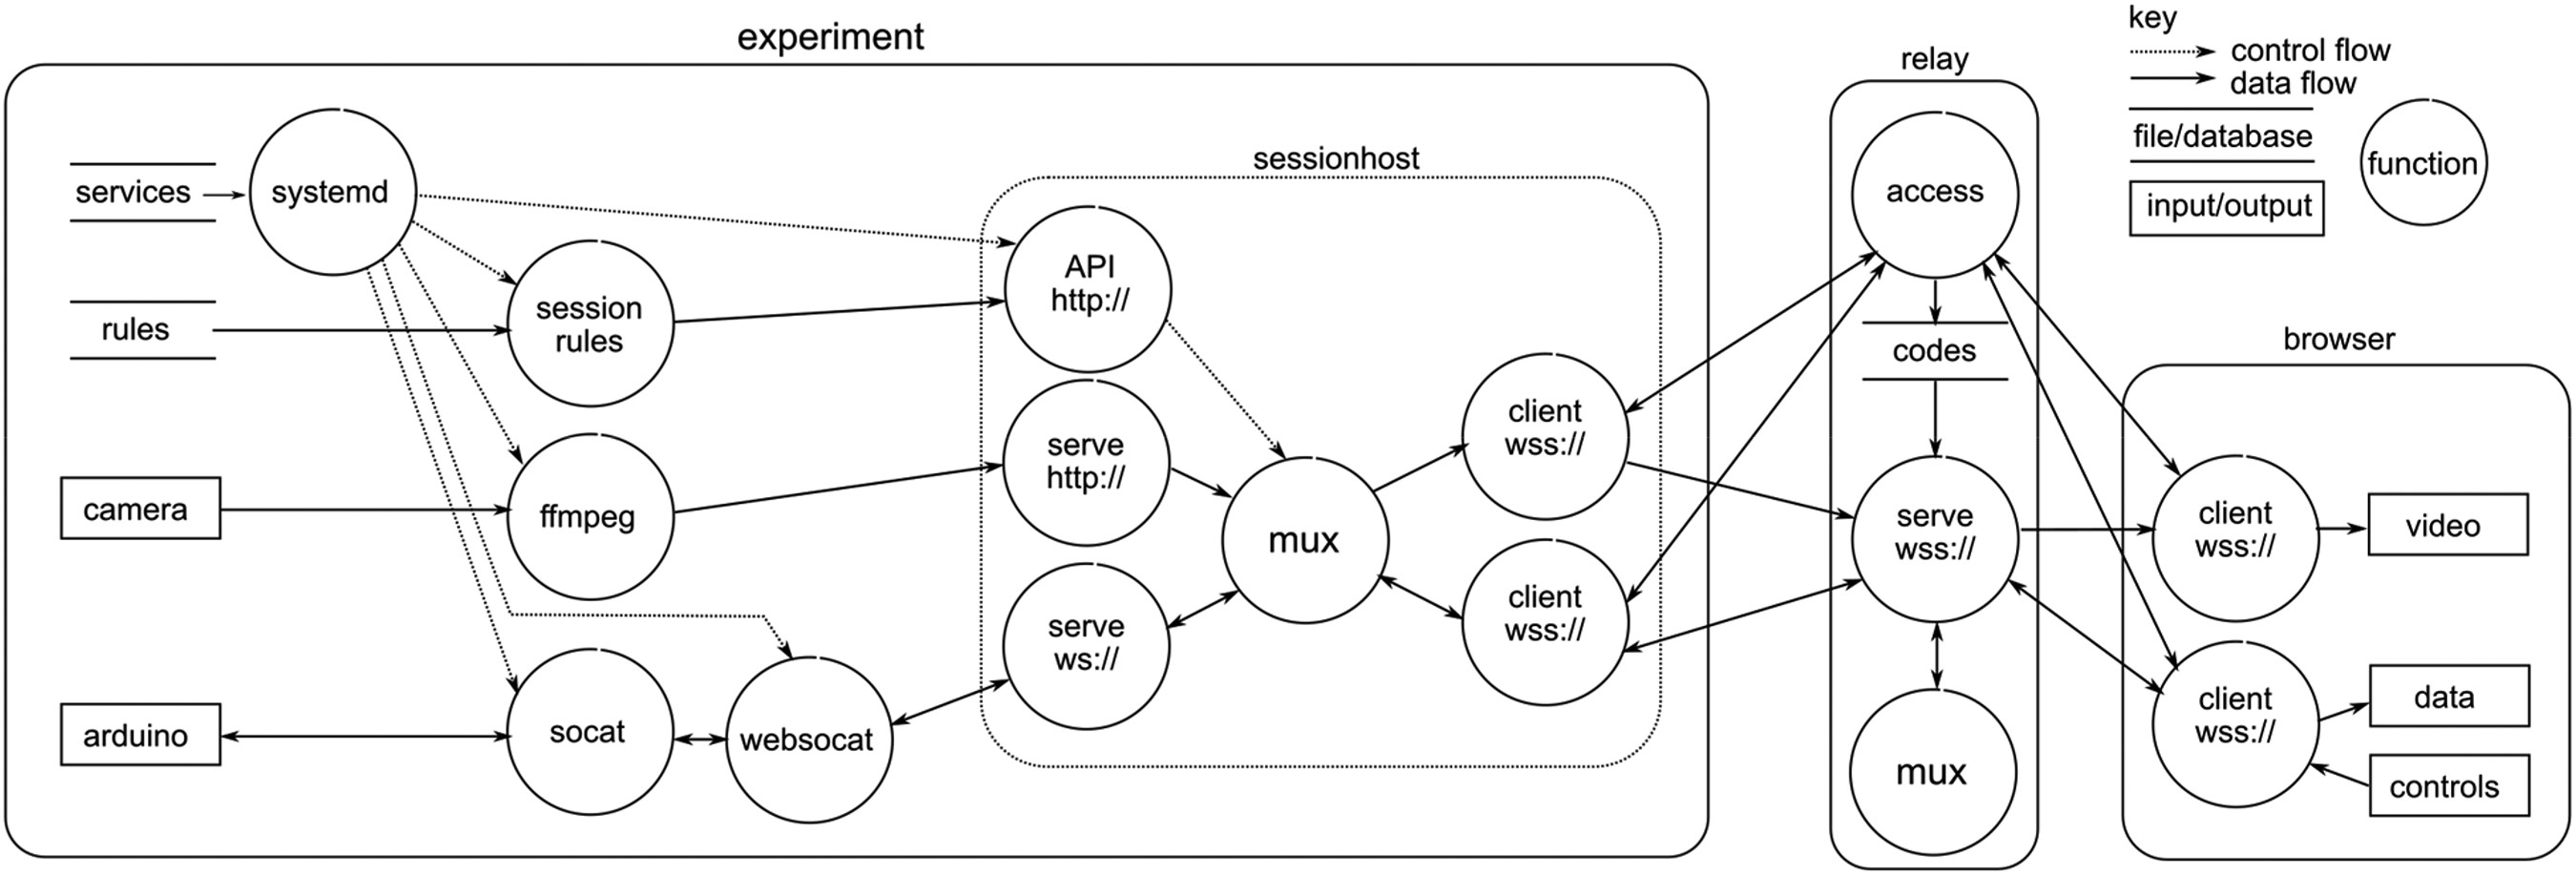 experiment
relay
key
control flow
data flow
file/database
function
input/output
sessionhost
services
systemd
access
API
http://
session
rules
rules
codes
browser
client
wss://
serve
http://
camera
ffmpeg
mux
serve
wss://
client
wss://
video
client
wss://
serve
ws://
arduino
socat
websocat
mux
client
wss://
data
controls